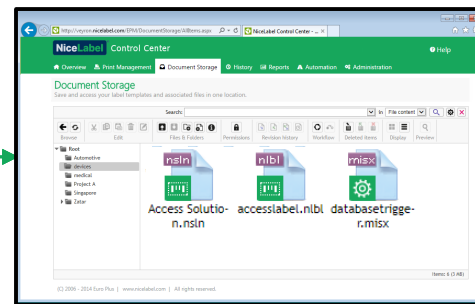 http://veyron.nicelabel.com/EPM/DocumentStorage/AllItems.aspx
NiceLabel Control Center - ...
NiceLabel Control Center
Help
Overview Print Management Document Storage History Reports Automation Administration
Document Storage
Save and access your label templates and associated files in one location.
Search: in File content
Browse Edit Files & Folders Permissions Revision history Workflow Deleted items Display Preview
Root
Automotive
devices
medical
Project A
Singapore
Zatar
nsln nlbl misx
Access Solutio- accesslabel.nlbl databasetrigge-
n.nsln r.misx
Items: 6 (3 AB)
(C) 2006 - 2014 Euro Plus | www.nicelabel.com | All rights reserved.